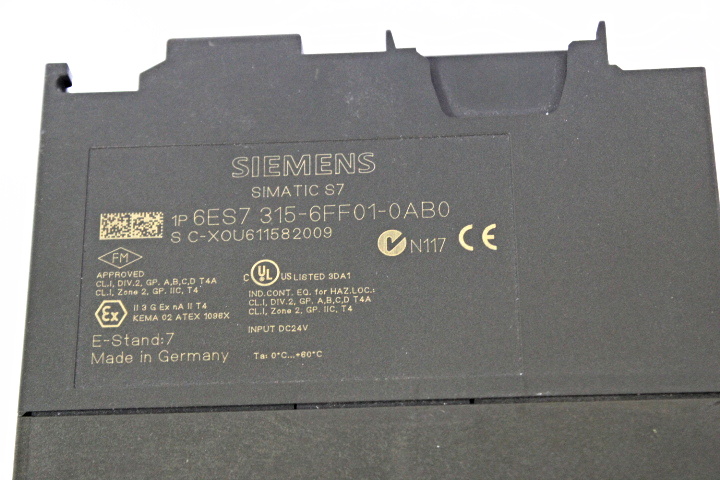 SIEMENS
SIMATIC S7
1P 6ES7 315-6FF01-0AB0
S C-X0U611582009
N117 CE
FM
APPROVED
CL.I, DIV.2, GP. A,B,C,D T4A
CL.I, Zone 2, GP. IIC, T4
Ex II 3 G Ex nA II T4
KEMA 02 ATEX 1096X
E-Stand:7
Made in Germany
C UL US LISTED 3DA1
IND.CONT. EQ. for HAZ.LOC.:
CL.I, DIV.2, GP. A,B,C,D T4A
CL.I, Zone 2, GP. IIC, T4
INPUT DC24V
Ta: 0°C...+60°C